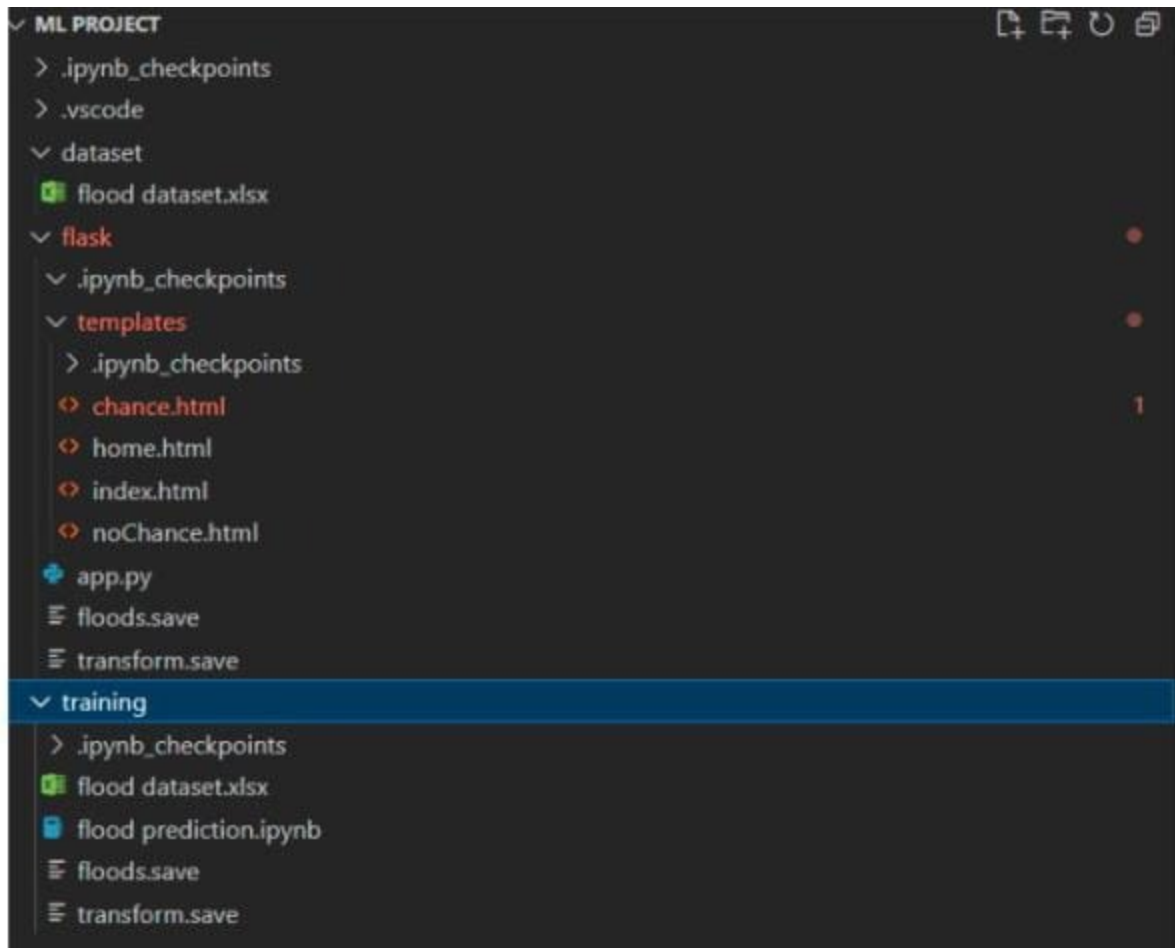 ML PROJECT
.ipynb_checkpoints
.vscode
dataset
flood dataset.xlsx
flask
.ipynb_checkpoints
templates
.ipynb_checkpoints
chance.html 1
home.html
index.html
noChance.html
app.py
floods.save
transform.save
training
.ipynb_checkpoints
flood dataset.xlsx
flood prediction.ipynb
floods.save
transform.save